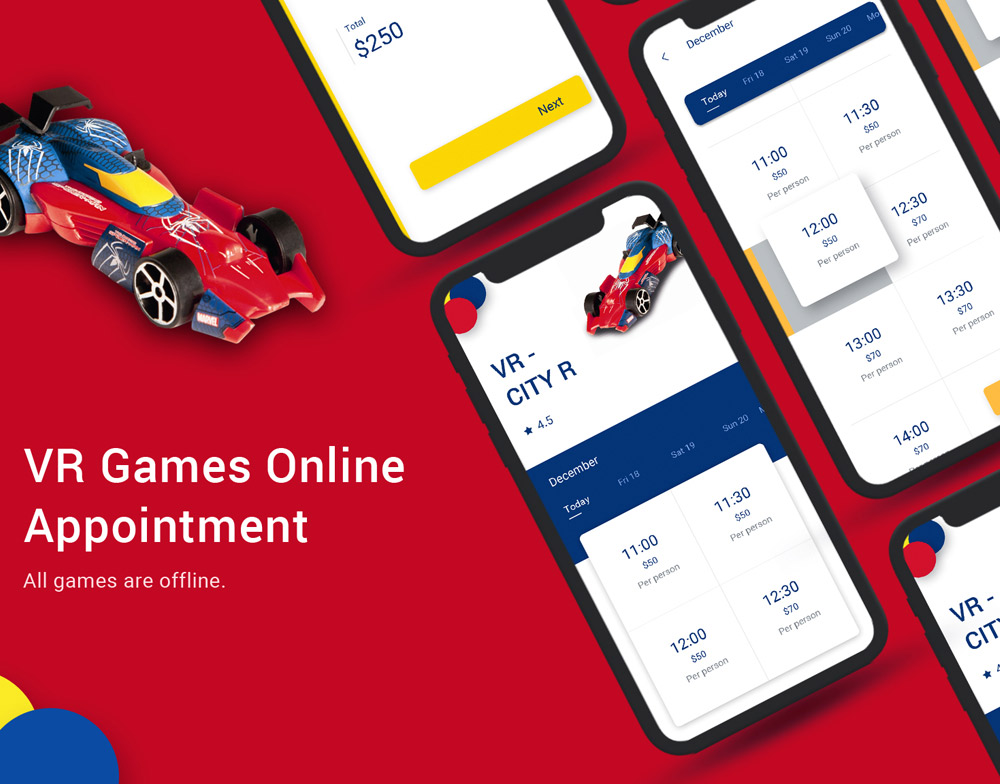 Total
$250
Next
December
Today Fri 18 Sat 19 Sun 20 Mo
11:00
$50
Per person
11:30
$50
Per person
12:00
$50
Per person
12:30
$70
Per person
13:00
$70
Per person
13:30
$70
Per person
14:00
$70
Per person
MARVEL
VR -
CITY R
4.5
December
Today Fri 18 Sat 19 Sun 20 M
11:00
$50
Per person
11:30
$50
Per person
12:00
$50
Per person
12:30
$70
Per person
VR Games Online
Appointment
All games are offline.
VR -
CITY